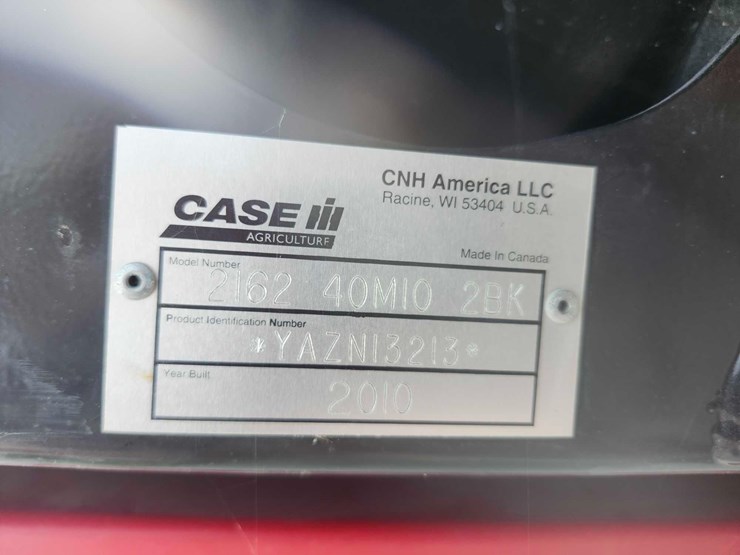 CNH America LLC
Racine, WI 53404 U.S.A.
CASE IH
AGRICULTURE
Made In Canada
Model Number
2162 40M10 2BK
Product Identification Number
*YAZN13213*
Year Built
2010